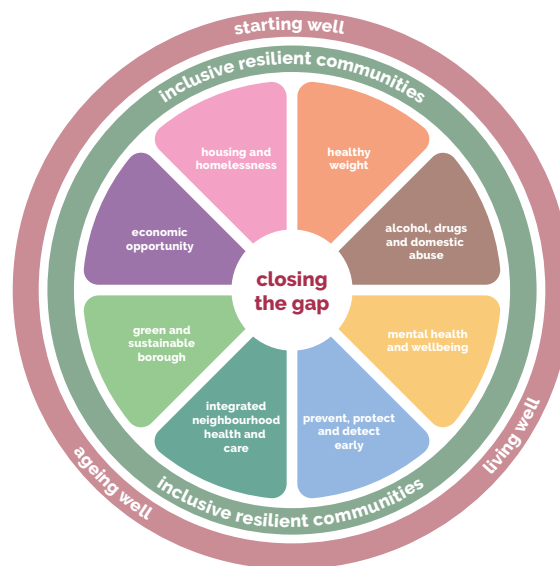 starting well
inclusive resilient communities
housing and
homelessness
healthy
weight
economic
opportunity
alcohol, drugs
and domestic
abuse
closing
the gap
green and
sustainable
borough
mental health
and wellbeing
integrated
neighbourhood
health and
care
prevent, protect
and detect
early
inclusive resilient communities
ageing well
living well